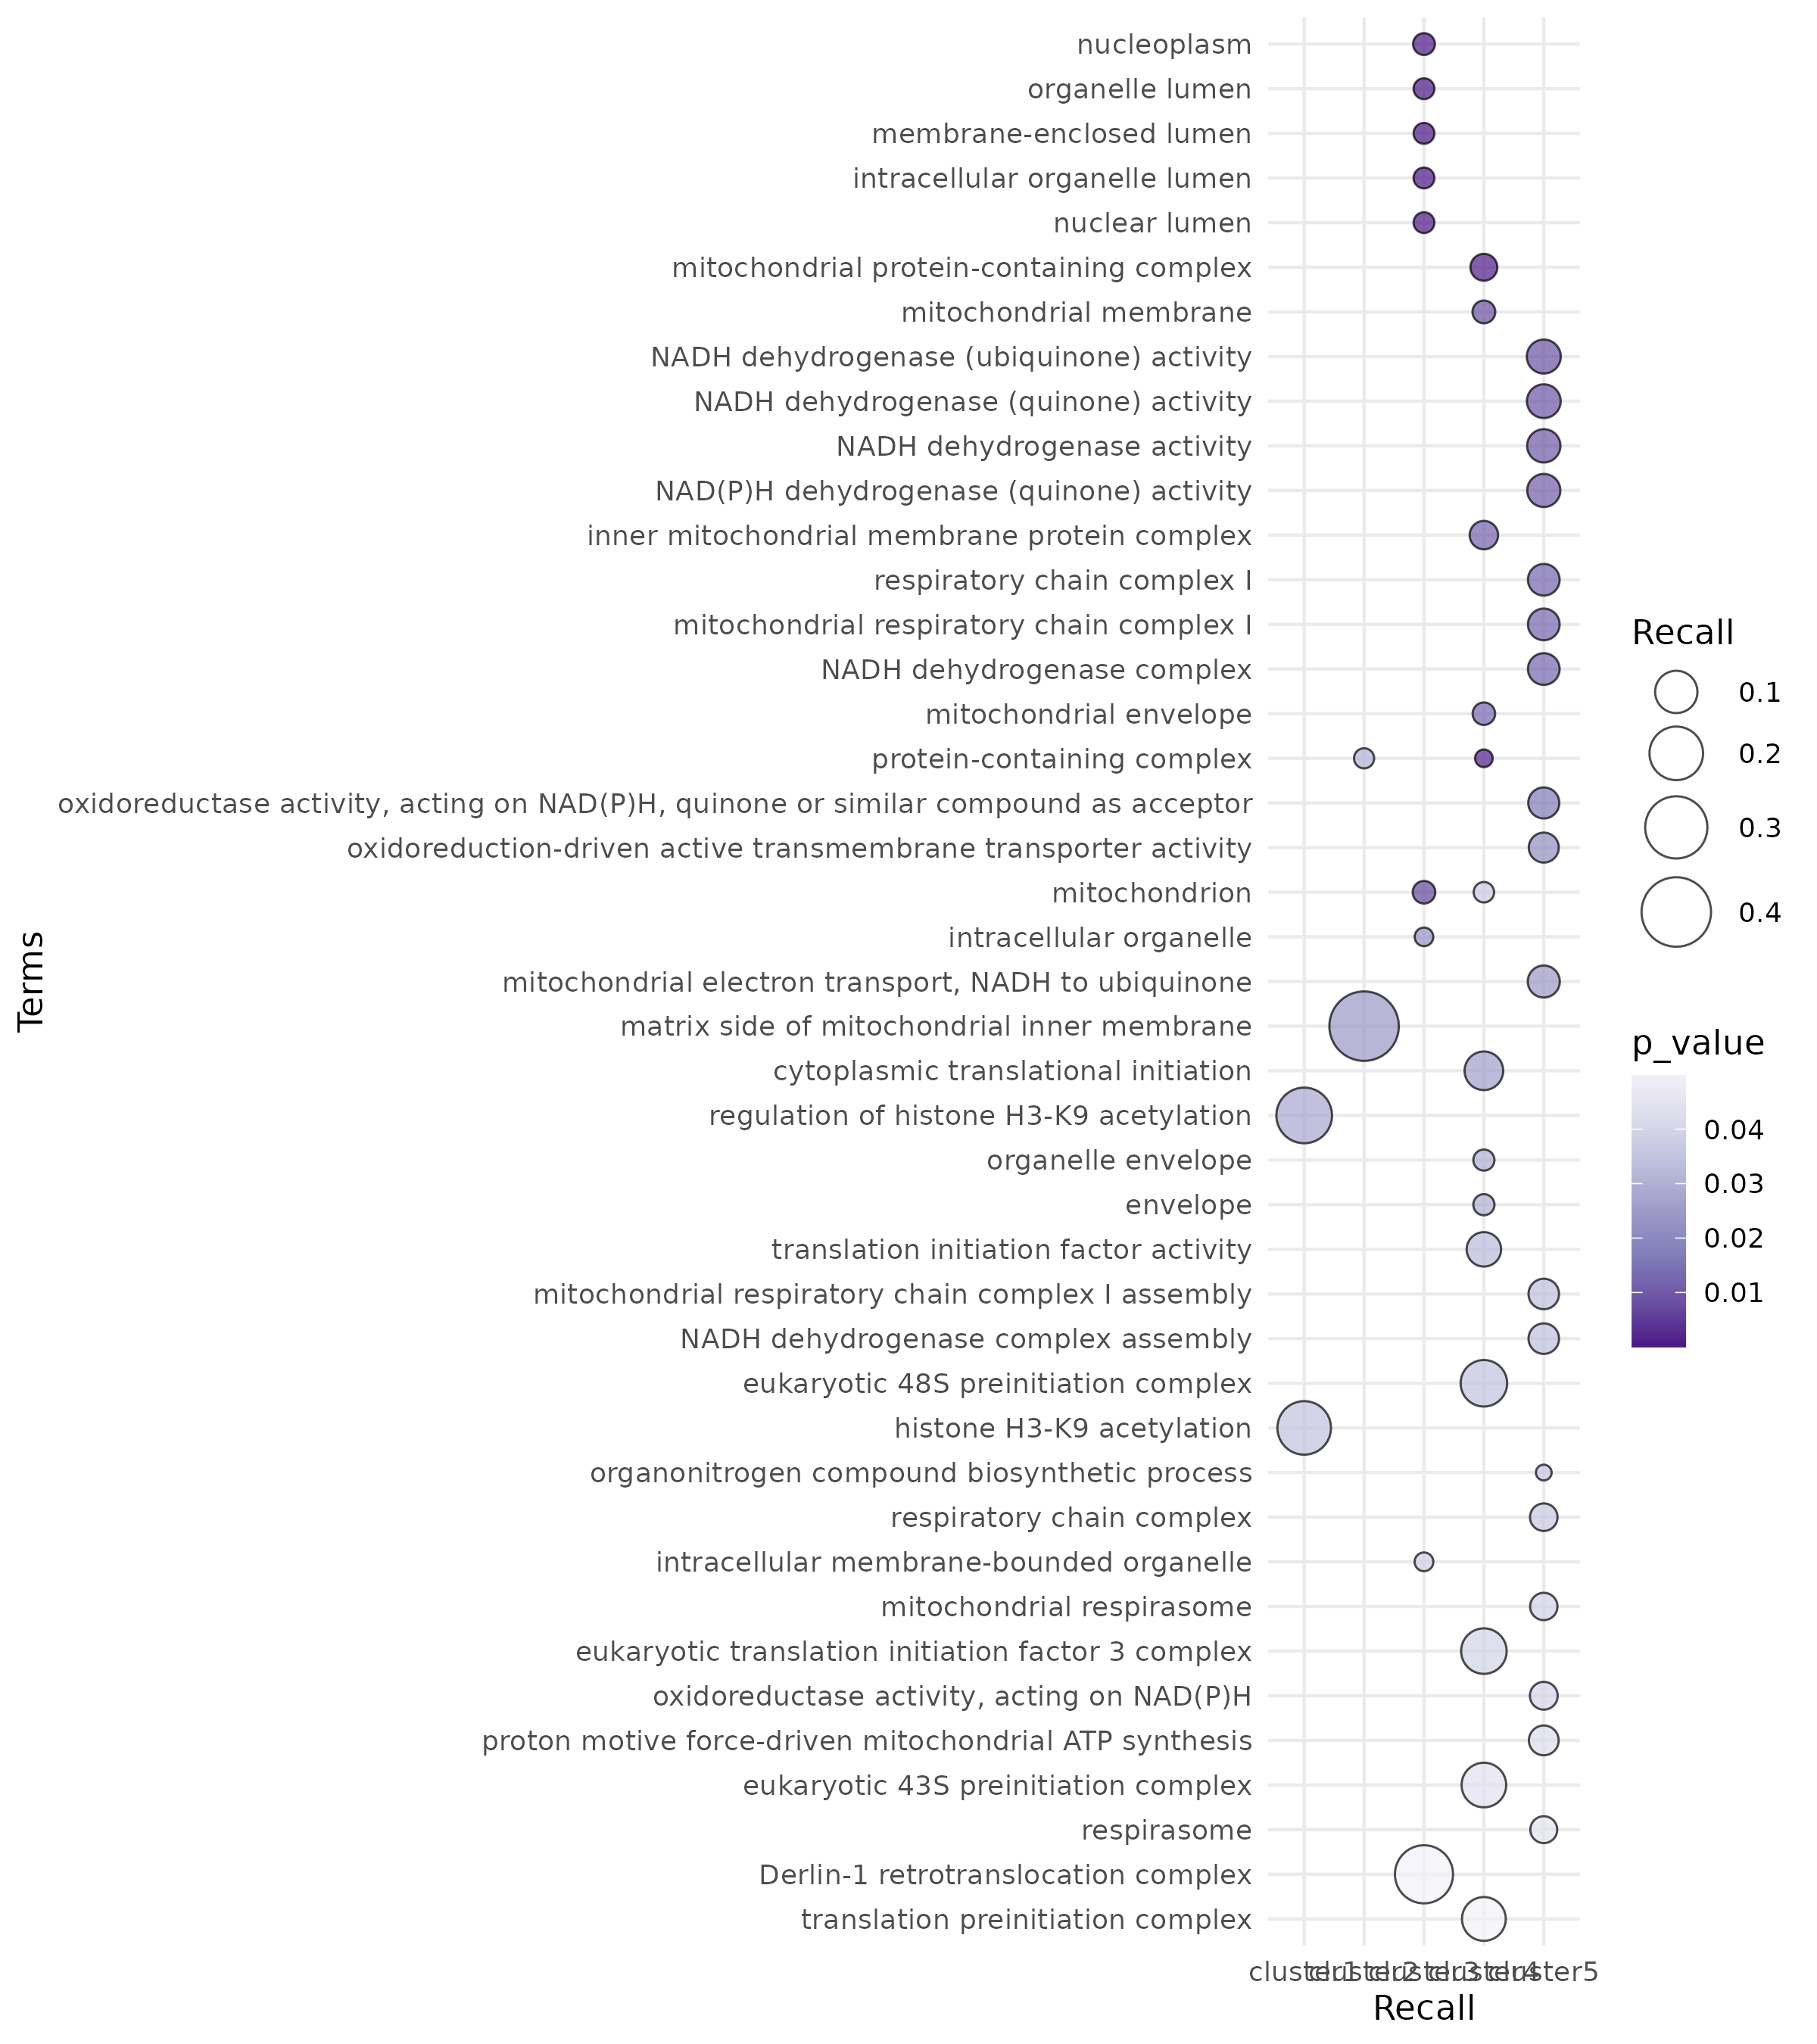 nucleoplasm
organelle lumen
membrane-enclosed lumen
intracellular organelle lumen
nuclear lumen
mitochondrial protein-containing complex
mitochondrial membrane
NADH dehydrogenase (ubiquinone) activity
NADH dehydrogenase (quinone) activity
NADH dehydrogenase activity
NAD(P)H dehydrogenase (quinone) activity
inner mitochondrial membrane protein complex
respiratory chain complex I
mitochondrial respiratory chain complex I
NADH dehydrogenase complex
mitochondrial envelope
protein-containing complex
oxidoreductase activity, acting on NAD(P)H, quinone or similar compound as acceptor
oxidoreduction-driven active transmembrane transporter activity
mitochondrion
intracellular organelle
mitochondrial electron transport, NADH to ubiquinone
matrix side of mitochondrial inner membrane
cytoplasmic translational initiation
regulation of histone H3-K9 acetylation
organelle envelope
envelope
translation initiation factor activity
mitochondrial respiratory chain complex I assembly
NADH dehydrogenase complex assembly
eukaryotic 48S preinitiation complex
histone H3-K9 acetylation
organonitrogen compound biosynthetic process
respiratory chain complex
intracellular membrane-bounded organelle
mitochondrial respirasome
eukaryotic translation initiation factor 3 complex
oxidoreductase activity, acting on NAD(P)H
proton motive force-driven mitochondrial ATP synthesis
eukaryotic 43S preinitiation complex
respirasome
Derlin-1 retrotranslocation complex
translation preinitiation complex
Terms
cluster1 cluster2 cluster3 cluster4 cluster5
Recall
Recall
0.1
0.2
0.3
0.4
p_value
0.04
0.03
0.02
0.01